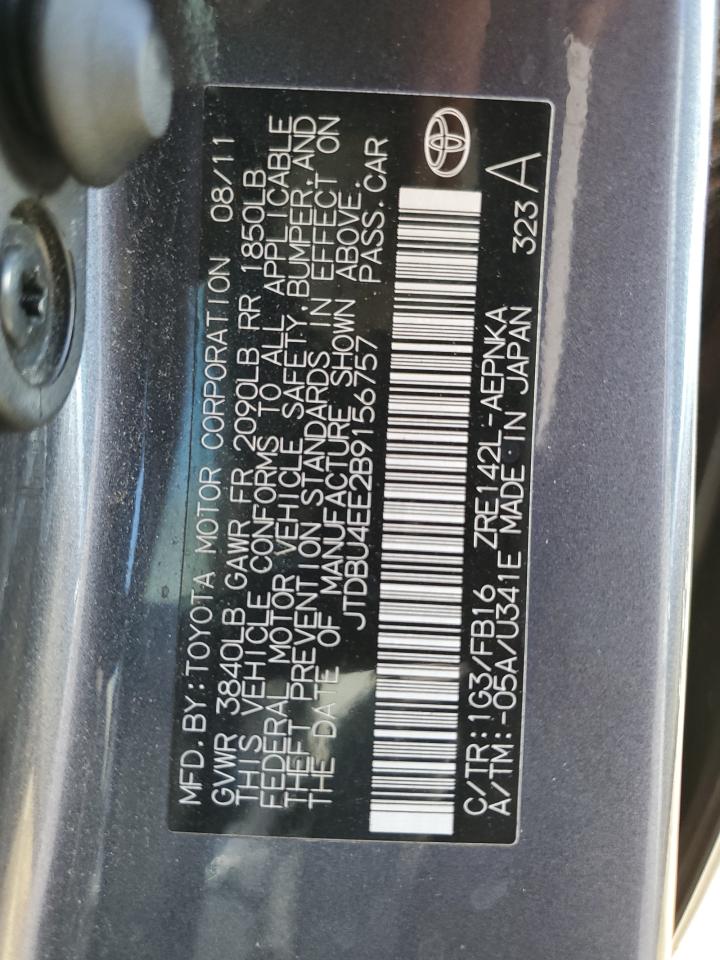 MFD.BY:TOYOTA MOTOR CORPORATION 08/11
GVWR 3840LB GAWR FR 2090LB RR 1850LB
THIS VEHICLE CONFORMS TO ALL APPLICABLE
FEDERAL MOTOR VEHICLE SAFETY, BUMPER, AND
THEFT PREVENTION STANDARDS IN EFFECT ON
THE DATE OF MANUFACTURE SHOWN ABOVE.
JTDBU4EE2B9156757 PASS.CAR
C/TR:1G3/FB16 ZRE142L-AEPNKA
A/TM:-05A/U341E MADE IN JAPAN 323 A